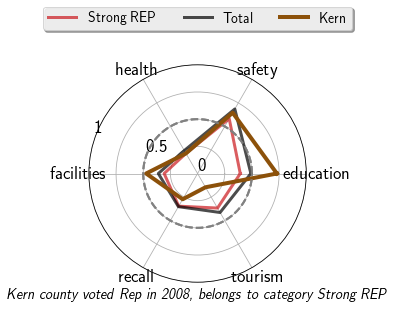 Strong REP Total Kern
health safety
1
0.5
0
facilities education
recall tourism
Kern county voted Rep in 2008, belongs to category Strong REP